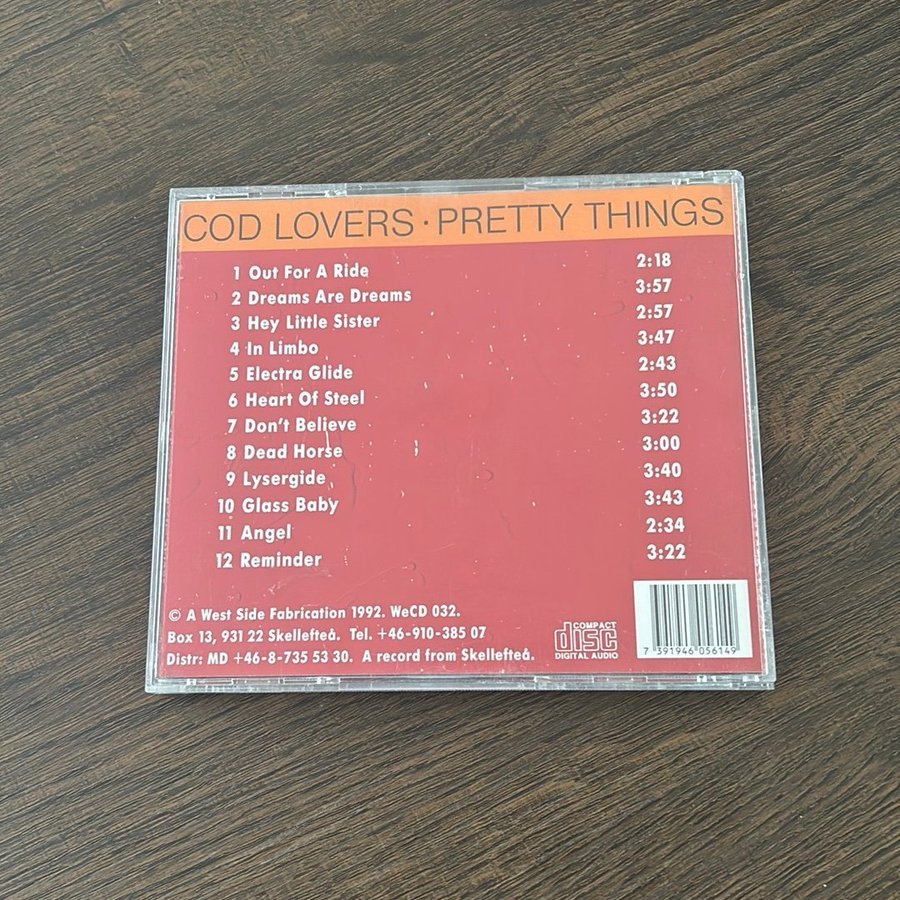 COD LOVERS · PRETTY THINGS
1 Out For A Ride 2:18
2 Dreams Are Dreams 3:57
3 Hey Little Sister 2:57
4 In Limbo 3:47
5 Electra Glide 2:43
6 Heart Of Steel 3:50
7 Don't Believe 3:22
8 Dead Horse 3:00
9 Lysergide 3:40
10 Glass Baby 3:43
11 Angel 2:34
12 Reminder 3:22
© A West Side Fabrication 1992. WeCD 032.
Box 13, 931 22 Skellefteå. Tel. +46-910-385 07
Distr: MD +46-8-735 53 30. A record from Skellefteå.
COMPACT
disc
DIGITAL AUDIO
7 391946 056149